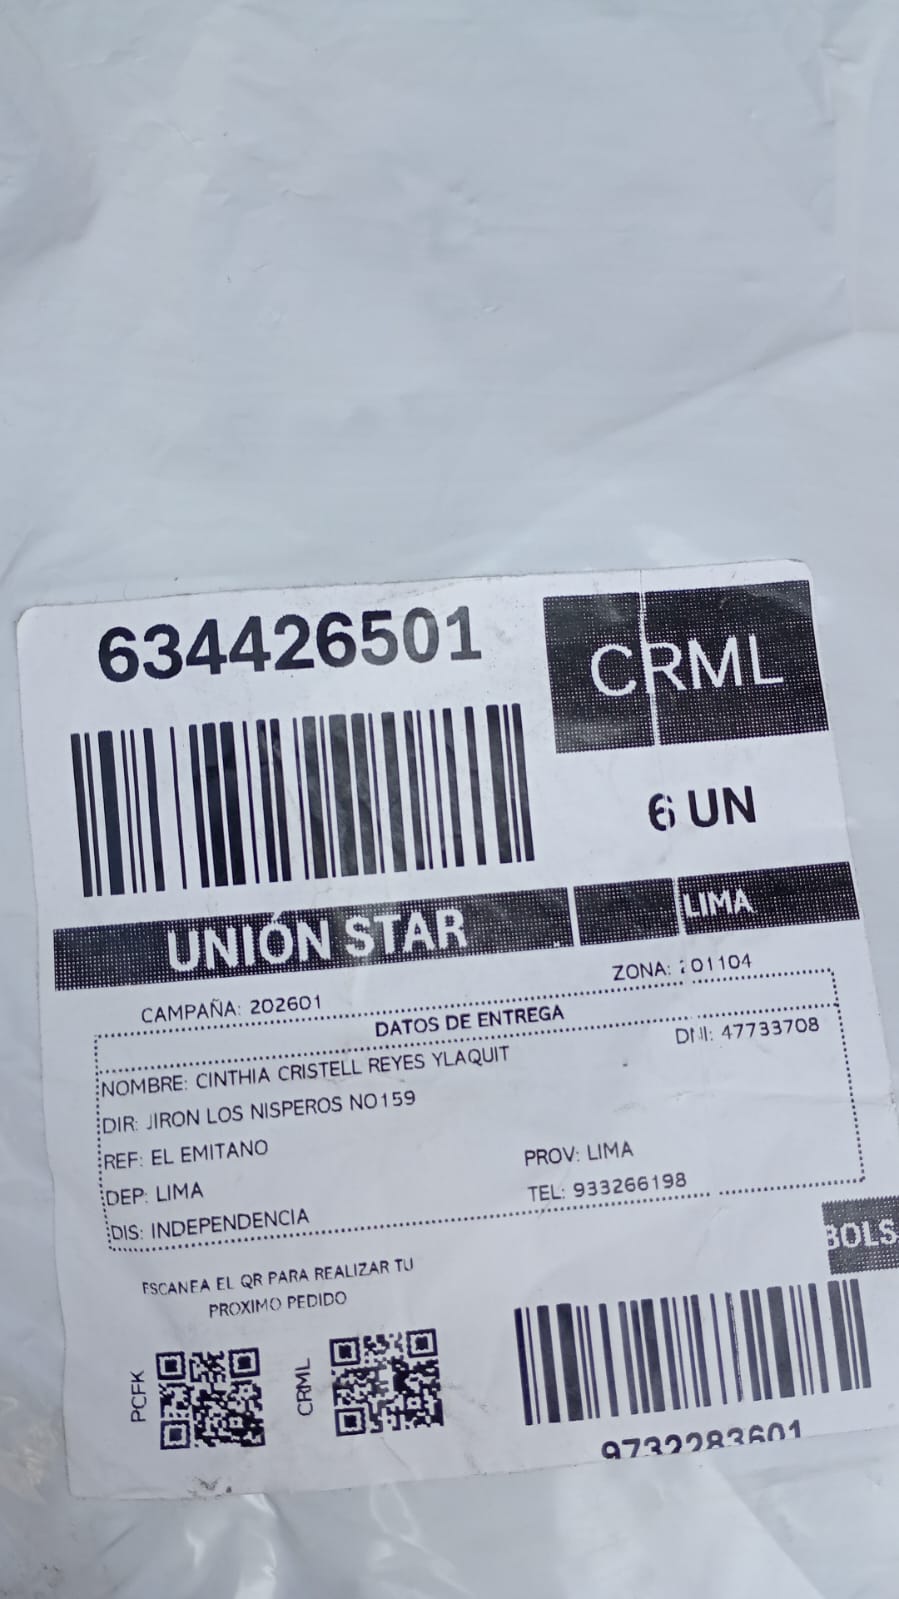 634426501
CRML
6 UN
UNIÓN STAR
LIMA
CAMPAÑA: 202601
ZONA: 201104
DATOS DE ENTREGA
NOMBRE: CINTHIA CRISTELL REYES YLAQUIT
DNI: 47733708
DIR: JIRON LOS NISPEROS NO159
REF: EL EMITANO
DEP: LIMA
PROV: LIMA
DIS: INDEPENDENCIA
TEL: 933266198
BOLS
ESCANEA EL QR PARA REALIZAR TU
PROXIMO PEDIDO
PCFK
CRML
9732283601